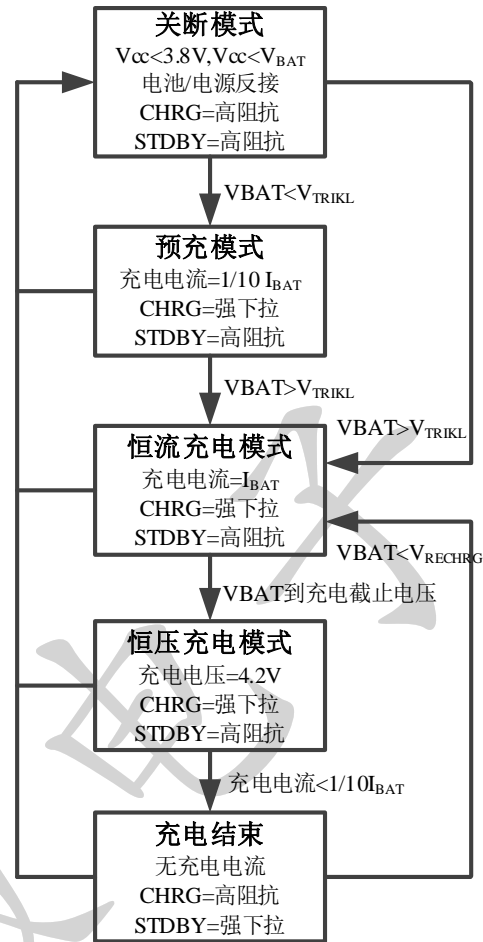 关断模式
Vcc<3.8V,Vcc<VBAT
电池/电源反接
CHRG=高阻抗
STDBY=高阻抗
VBAT<VTRIKL
预充模式
充电电流=1/10 IBAT
CHRG=强下拉
STDBY=高阻抗
VBAT>VTRIKL
VBAT>VTRIKL
恒流充电模式
充电电流=IBAT
CHRG=强下拉
STDBY=高阻抗
VBAT<VRECHRG
VBAT到充电截止电压
恒压充电模式
充电电压=4.2V
CHRG=强下拉
STDBY=高阻抗
充电电流<1/10IBAT
充电结束
无充电电流
CHRG=高阻抗
STDBY=强下拉